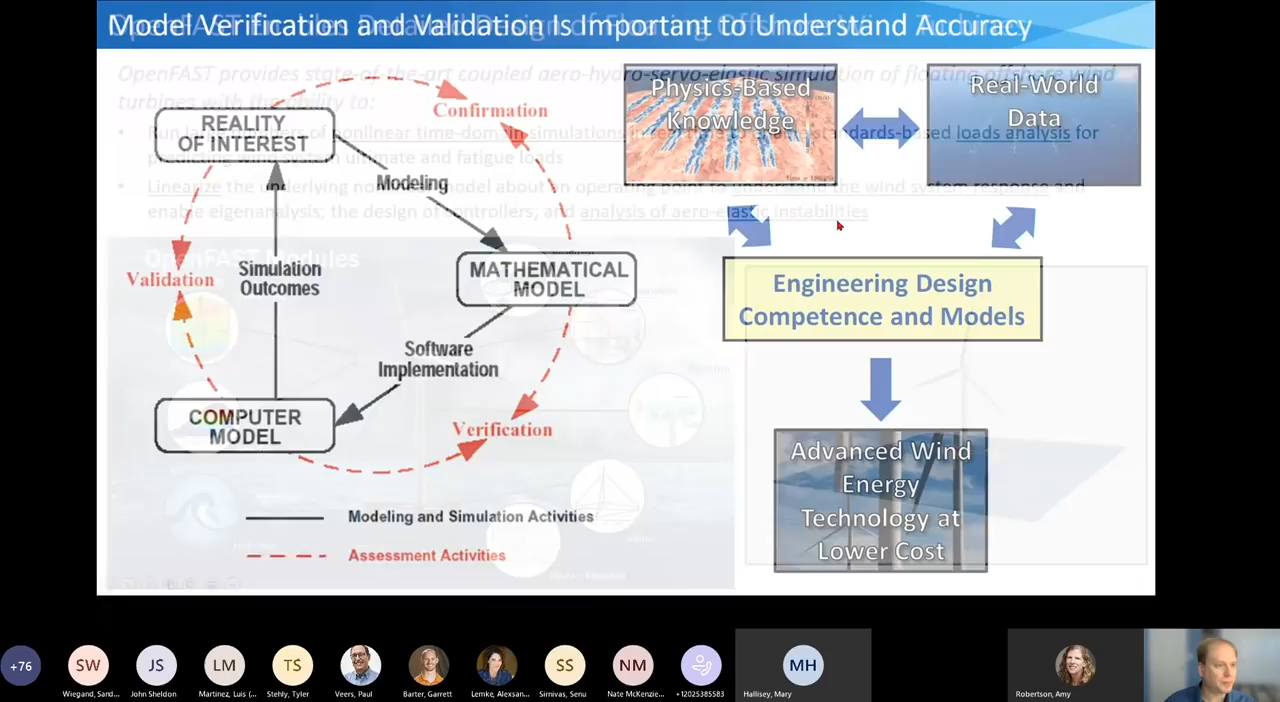 Model Verification and Validation Is Important to Understand Accuracy
OpenFAST provides state-of-the-art coupled aero-hydro-servo-elastic simulation of floating offshore wind
turbines with the ability to:
nonlinear time-domain simulations
standards-based loads analysis for
ultimate and fatigue loads
Linearize the underlying
model about an operating point to understand the wind system response and
enable eigenanalysis, the design of controllers, and analysis of aero-elastic instabilities
OpenFAST Modules
REALITY
OF INTEREST
Confirmation
Modeling
Validation
Simulation
Outcomes
MATHEMATICAL
MODEL
Software
Implementation
COMPUTER
MODEL
Verification
Modeling and Simulation Activities
Assessment Activities
Physics-Based
Knowledge
Real-World
Data
Engineering Design
Competence and Models
Advanced Wind
Energy
Technology at
Lower Cost
+76
SW
JS
LM
TS
SS
NM
MH
Wiegand, Sand...
John Sheldon
Martinez, Luis (...
Stehly, Tyler
Veers, Paul
Barter, Garrett
Lemke, Alexsan...
Srinivas, Senu
Nate McKenzie...
+12025385583
Hallisey, Mary
Robertson, Amy